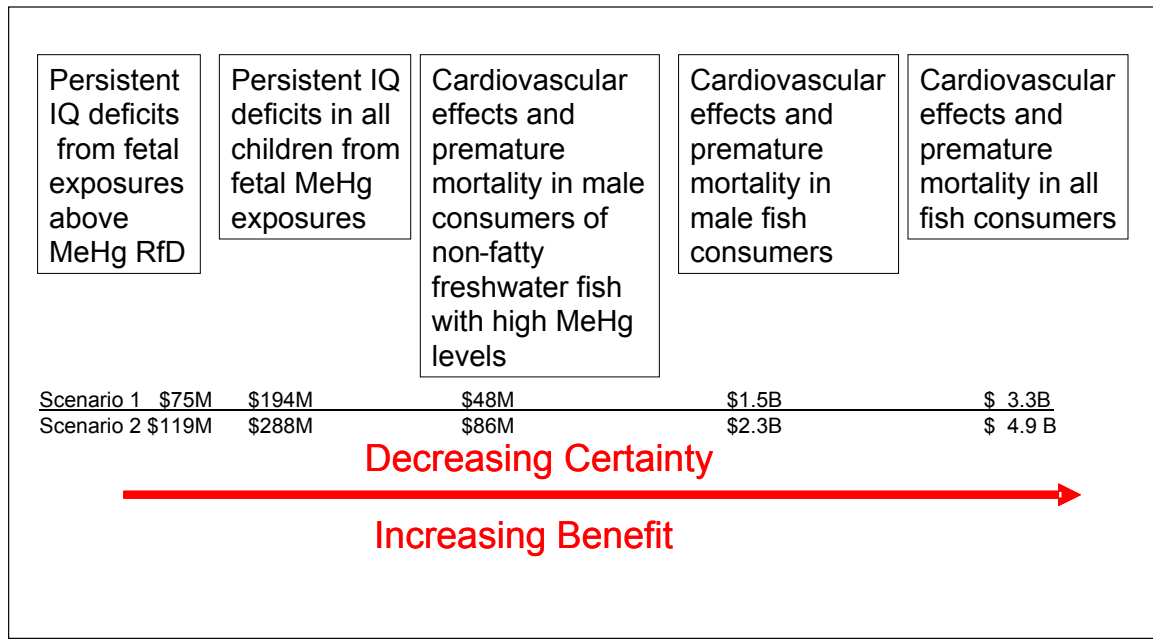 Persistent
IQ deficits
from fetal
exposures
above
MeHg RfD
Persistent IQ
deficits in all
children from
fetal MeHg
exposures
Cardiovascular
effects and
premature
mortality in male
consumers of
non-fatty
freshwater fish
with high MeHg
levels
Cardiovascular
effects and
premature
mortality in
male fish
consumers
Cardiovascular
effects and
premature
mortality in all
fish consumers
Scenario 1 $75M $194M $48M $1.5B $ 3.3B
Scenario 2 $119M $288M $86M $2.3B $ 4.9 B
Decreasing Certainty
Increasing Benefit